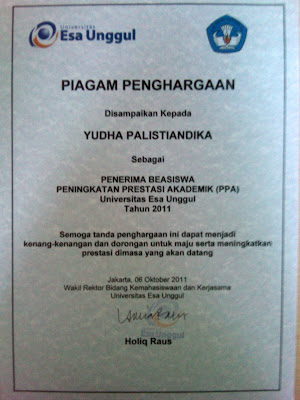 Universitas
Esa Unggul
PIAGAM PENGHARGAAN
Disampaikan Kepada
YUDHA PALISTIANDIKA
Sebagai
PENERIMA BEASISWA
PENINGKATAN PRESTASI AKADEMIK (PPA)
Universitas Esa Unggul
Tahun 2011
Semoga tanda penghargaan ini dapat menjadi
kenang-kenangan dan dorongan untuk maju serta meningkatkan
prestasi dimasa yang akan datang
Jakarta, 06 Oktober 2011
Wakil Rektor Bidang Kemahasiswaan dan Kerjasama
Universitas Esa Unggul
Esa Unggul
Holiq Raus